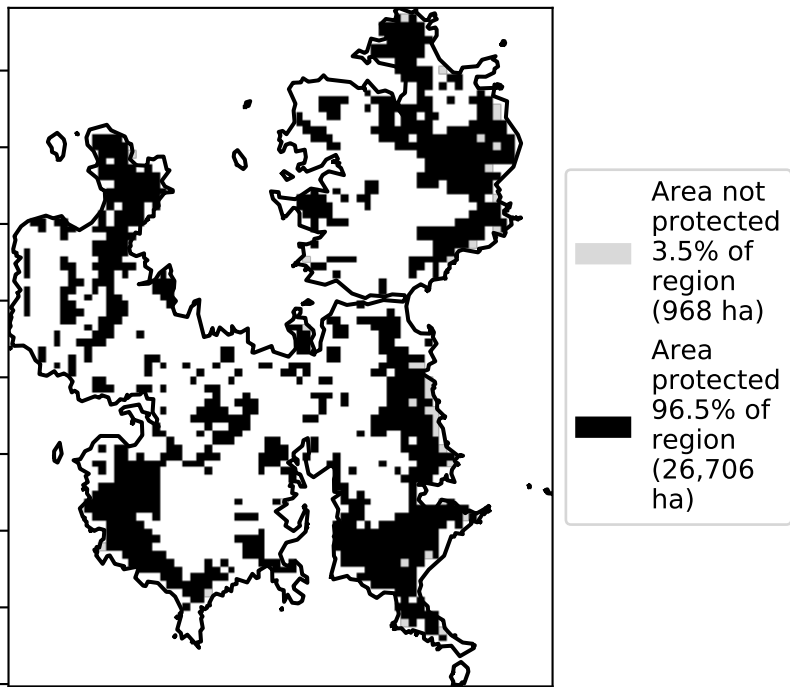 Area not
protected
3.5% of
region
(968 ha)
Area
protected
96.5% of
region
(26,706
ha)